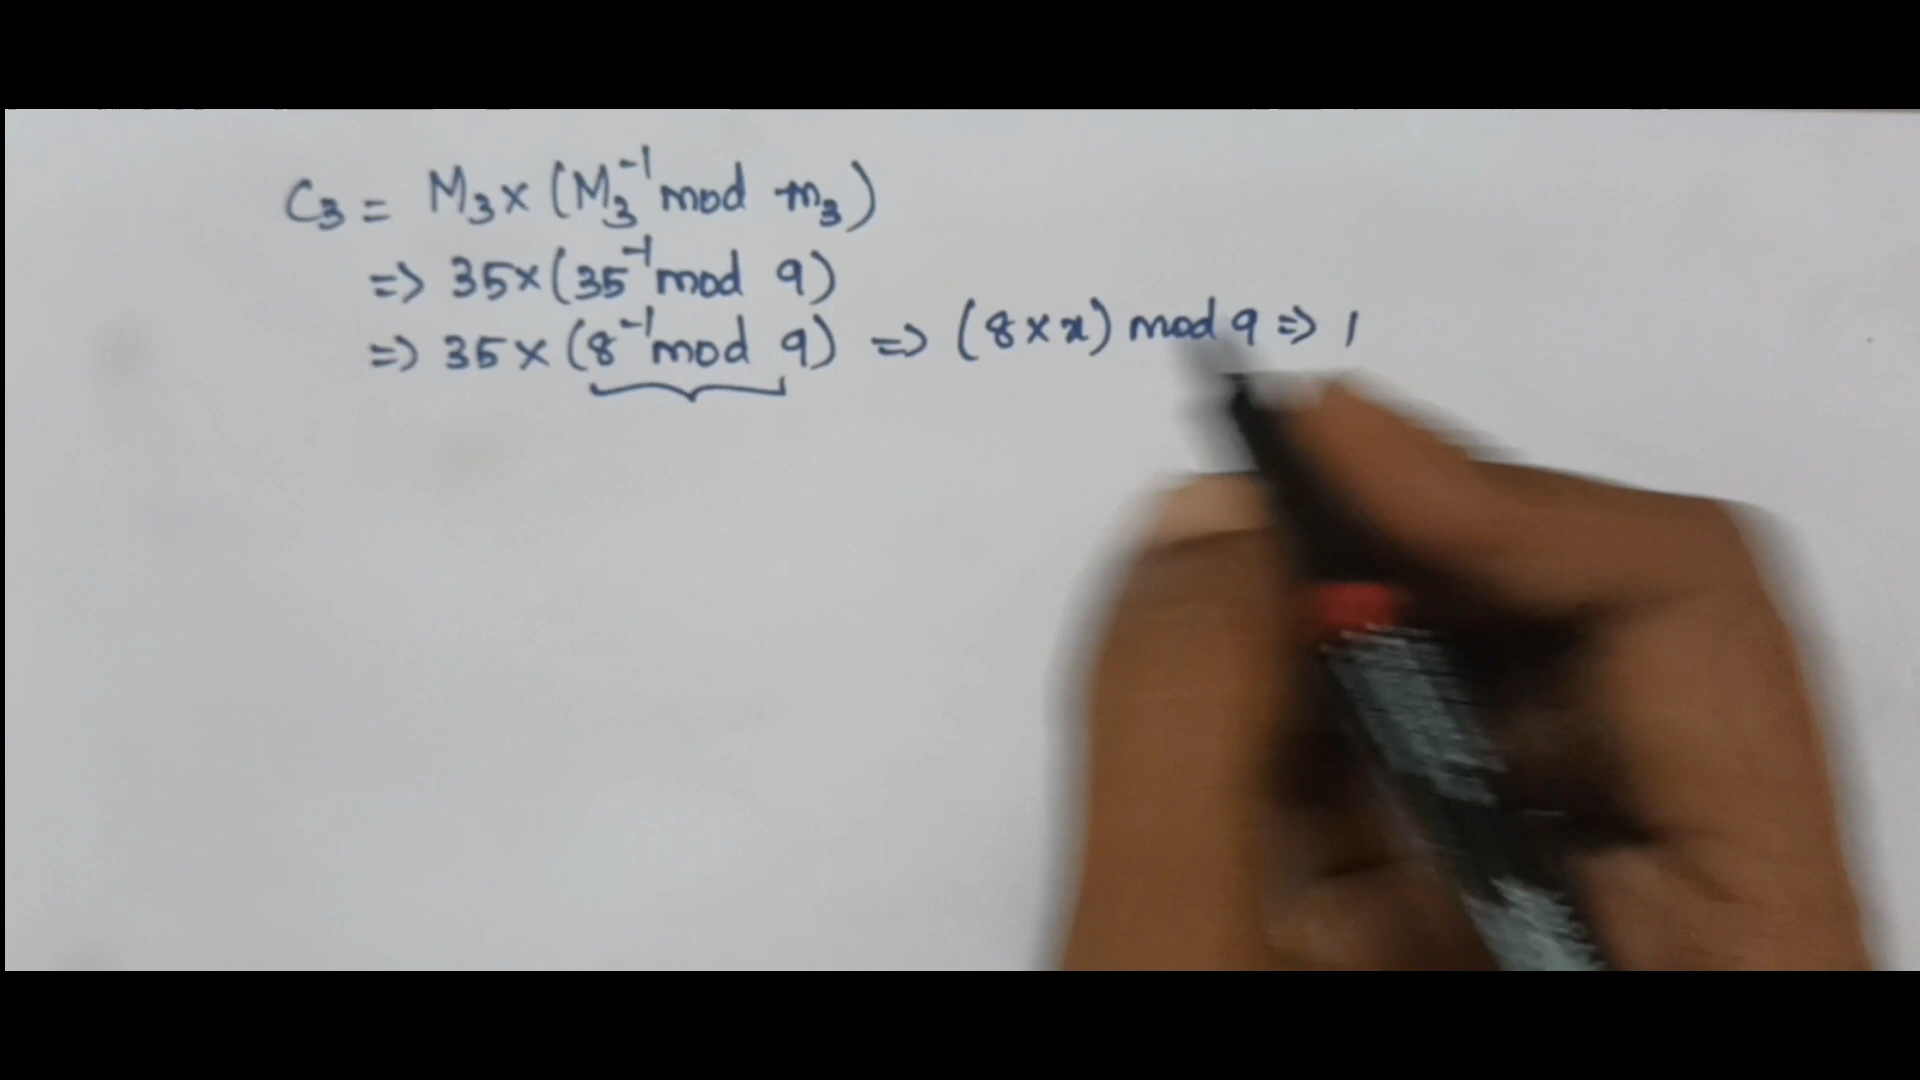 C₃ = M₃ x (M₃⁻¹ mod m₃)
=> 35 x (35⁻¹ mod 9)
=> 35 x (8⁻¹ mod 9) => (8 x x) mod 9 => 1